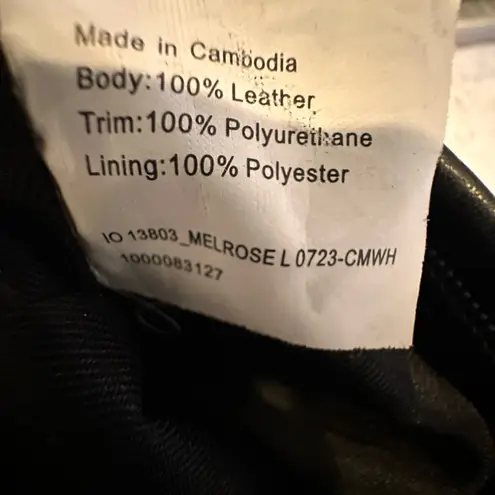 Made in Cambodia
Body:100% Leather
Trim:100% Polyurethane
Lining:100% Polyester
IO 13803_MELROSE L 0723-CMWH
1000083127